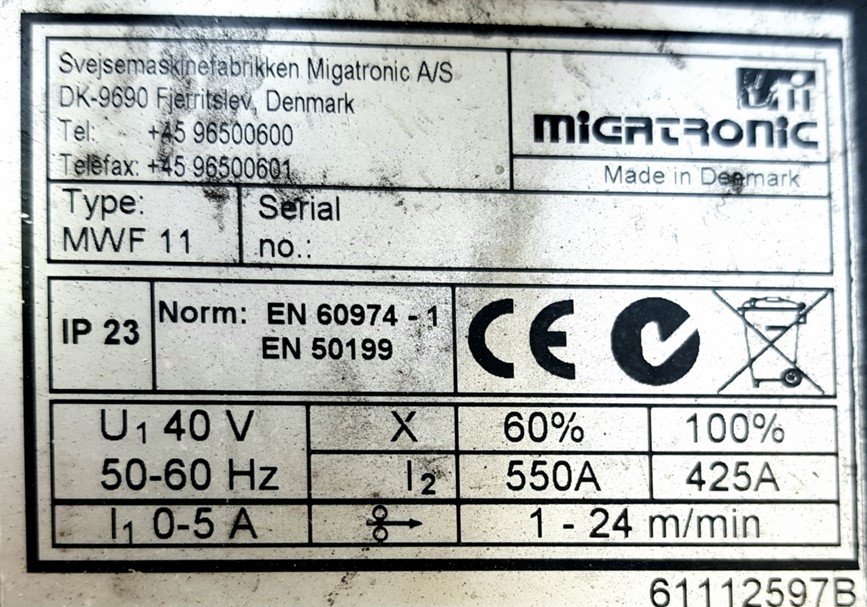 Svejsemaskinefabrikken Migatronic A/S
DK-9690 Fjerritslev, Denmark
Tel: +45 96500600
Telefax: +45 96500601
MIGATRONIC
Made in Denmark
Type:
MWF 11
Serial
no.:
IP 23
Norm: EN 60974 - 1
EN 50199
CE
U1 40 V
50-60 Hz
I1 0-5 A
X 60% 100%
I2 550A 425A
1 - 24 m/min
61112597B